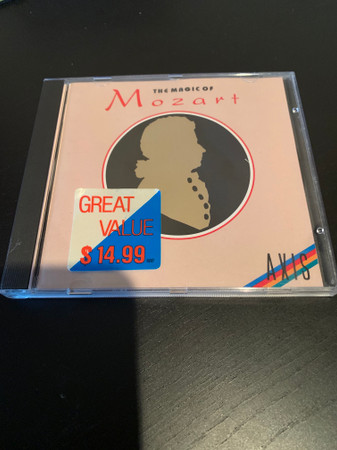 THE MAGIC OF
Mozart
GREAT
VALUE
$14.99
AXIS